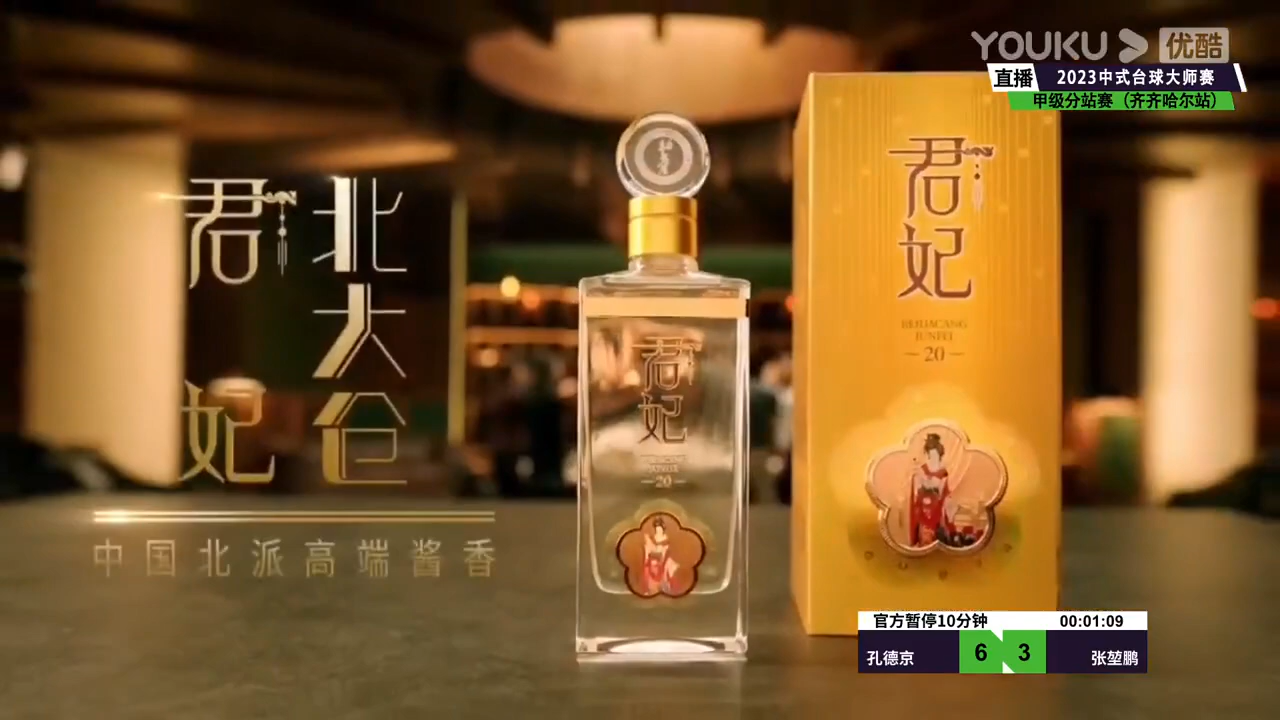 YOUKU 优酷
直播 2023中式台球大师赛
甲级分站赛（齐齐哈尔站）
北大仓
君妃
中国北派高端酱香
君妃
20
君妃
BEIDACANG
JUNFEI
20
官方暂停10分钟 00:01:09
孔德京 6 3 张堃鹏